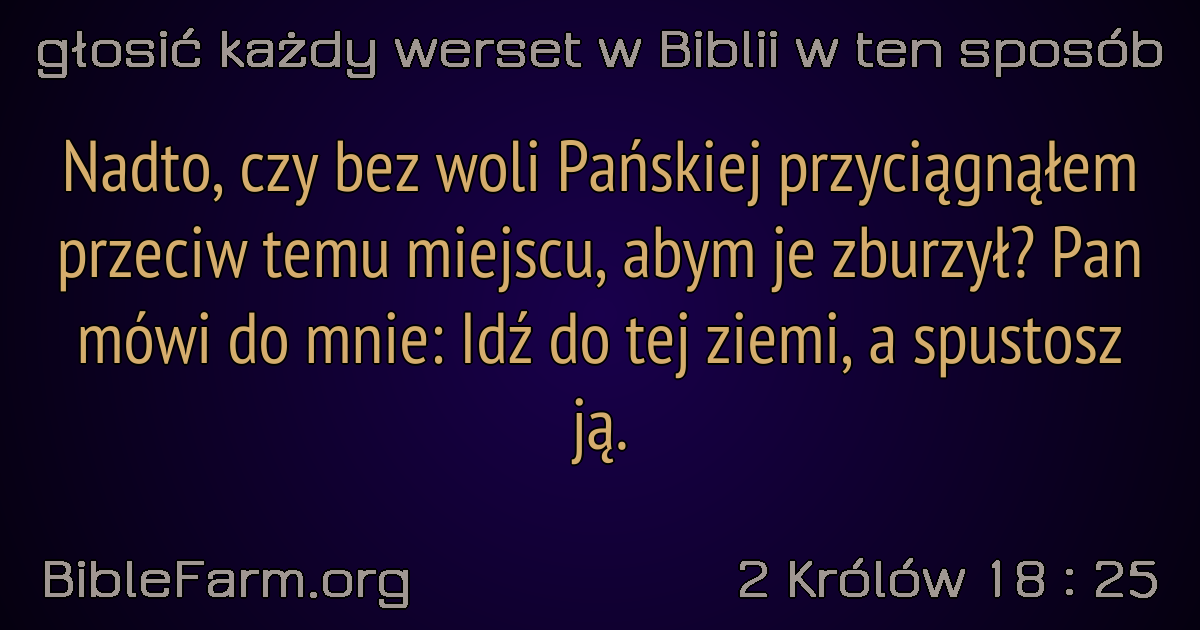 głosić każdy werset w Biblii w ten sposób
Nadto, czy bez woli Pańskiej przyciągnąłem
przeciw temu miejscu, abym je zburzył? Pan
mówi do mnie: Idź do tej ziemi, a spustosz
ją.
BibleFarm.org
2 Królów 18 : 25